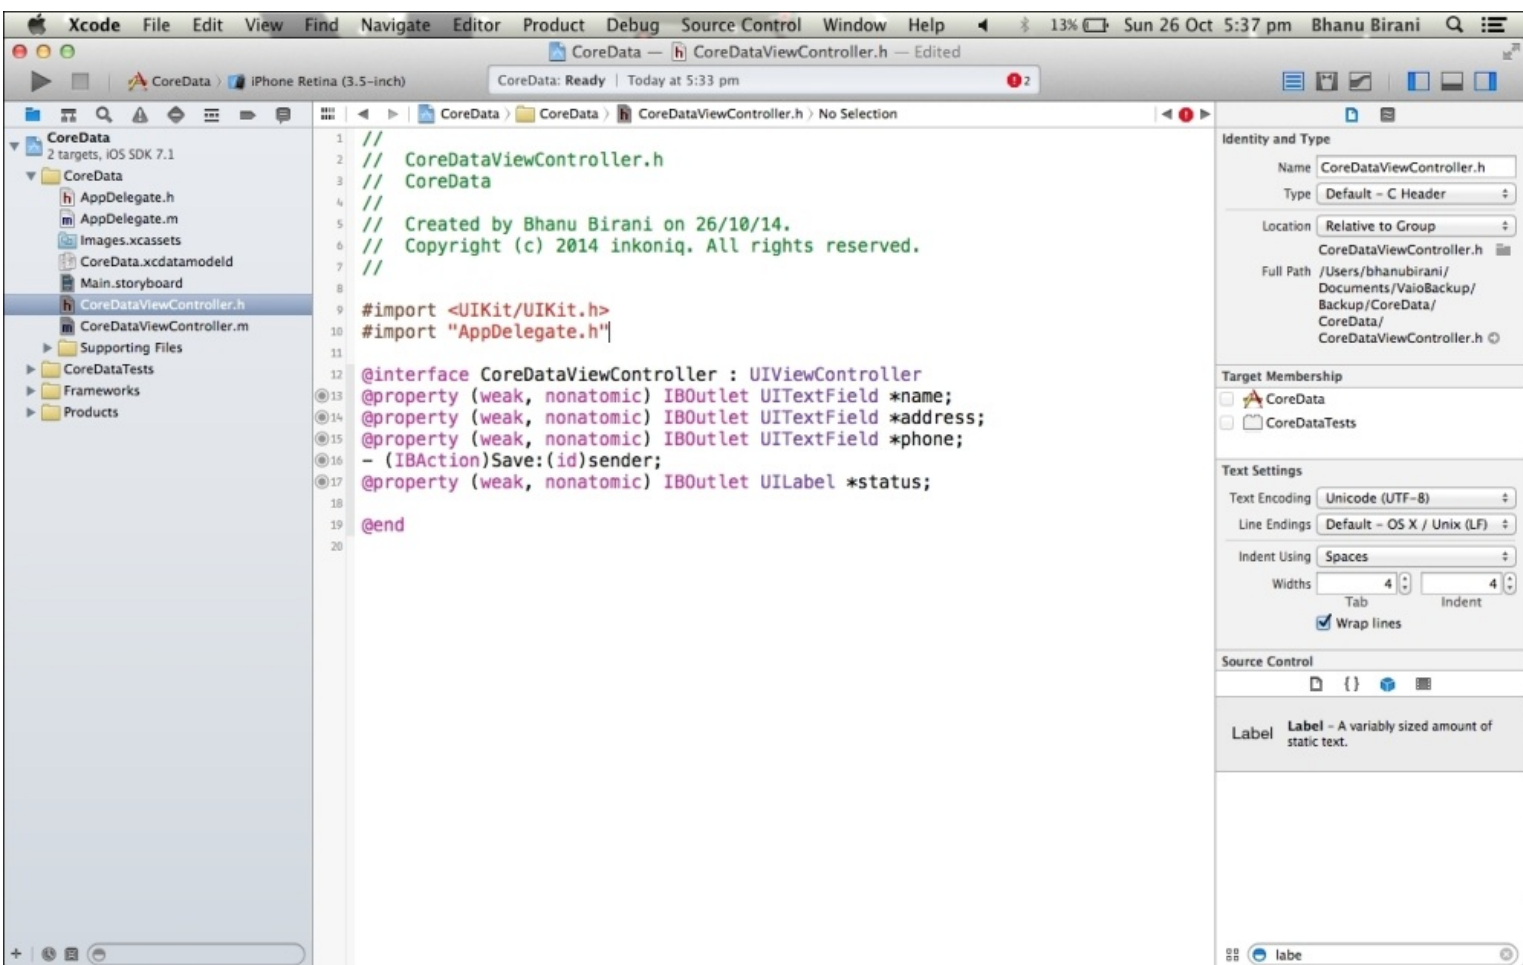 Xcode File Edit View Find Navigate Editor Product Debug Source Control Window Help 13% Sun 26 Oct 5:37 pm Bhanu Birani
CoreData — h CoreDataViewController.h — Edited
CoreData 〉 iPhone Retina (3.5-inch)
CoreData: Ready | Today at 5:33 pm
2
CoreData 〉 CoreData 〉 h CoreDataViewController.h 〉 No Selection
CoreData
2 targets, iOS SDK 7.1
CoreData
h AppDelegate.h
m AppDelegate.m
Images.xcassets
CoreData.xcdatamodeld
Main.storyboard
h CoreDataViewController.h
m CoreDataViewController.m
Supporting Files
CoreDataTests
Frameworks
Products
1 //
2 // CoreDataViewController.h
3 // CoreData
4 //
5 // Created by Bhanu Birani on 26/10/14.
6 // Copyright (c) 2014 inkoniq. All rights reserved.
7 //
8
9 #import <UIKit/UIKit.h>
10 #import "AppDelegate.h"
11
12 @interface CoreDataViewController : UIViewController
13 @property (weak, nonatomic) IBOutlet UITextField *name;
14 @property (weak, nonatomic) IBOutlet UITextField *address;
15 @property (weak, nonatomic) IBOutlet UITextField *phone;
16 - (IBAction)Save:(id)sender;
17 @property (weak, nonatomic) IBOutlet UILabel *status;
18
19 @end
20
Identity and Type
Name CoreDataViewController.h
Type Default - C Header
Location Relative to Group
CoreDataViewController.h
Full Path /Users/bhanubirani/
Documents/VaioBackup/
Backup/CoreData/
CoreData/
CoreDataViewController.h
Target Membership
CoreData
CoreDataTests
Text Settings
Text Encoding Unicode (UTF-8)
Line Endings Default - OS X / Unix (LF)
Indent Using Spaces
Widths 4 4
Tab Indent
Wrap lines
Source Control
{}
Label Label - A variably sized amount of
static text.
labe